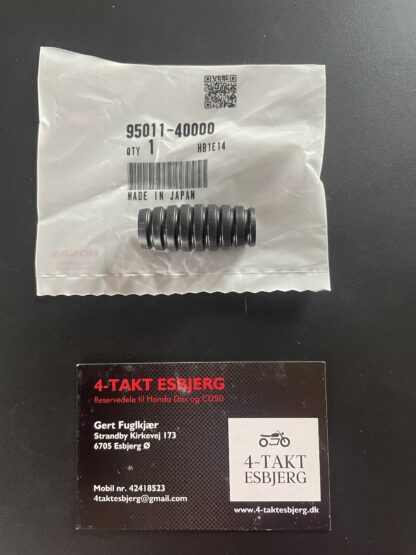 95011-40000
QTY 1 HB1E14
MADE IN JAPAN
HONDA
4-TAKT ESBJERG
Reservedele til Honda Dax og CD50
Gert Fuglkjær
Strandby Kirkevej 173
6705 Esbjerg Ø
Mobil nr. 42418523
4taktesbjerg@gmail.com
4-TAKT
ESBJERG
www.4-taktesbjerg.dk